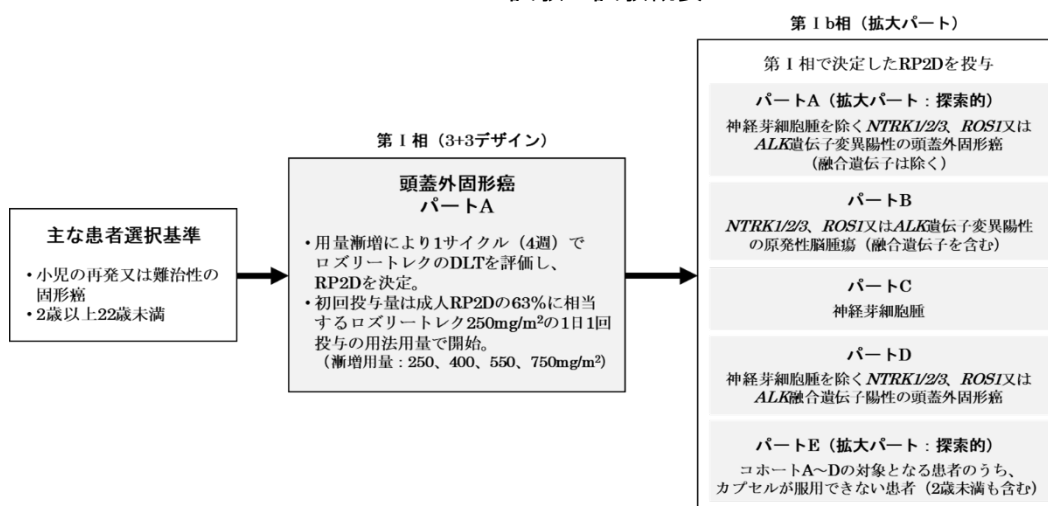 第Ⅰb相（拡大パート）
第Ⅰ相で決定したRP2Dを投与
パートA（拡大パート：探索的）
神経芽細胞腫を除くNTRK1/2/3、ROS1又は
ALK遺伝子変異陽性の頭蓋外固形癌
（融合遺伝子は除く）
パートB
NTRK1/2/3、ROS1又はALK遺伝子変異陽性
の原発性脳腫瘍（融合遺伝子を含む）
パートC
神経芽細胞腫
パートD
神経芽細胞腫を除くNTRK1/2/3、ROS1又は
ALK融合遺伝子陽性の頭蓋外固形癌
パートE（拡大パート：探索的）
コホートA～Dの対象となる患者のうち、
カプセルが服用できない患者（2歳未満も含む）
第Ⅰ相（3+3デザイン）
頭蓋外固形癌
パートA
・用量漸増により1サイクル（4週）で
ロズリートレクのDLTを評価し、
RP2Dを決定。
・初回投与量は成人RP2Dの63%に相当
するロズリートレク250mg/m²の1日1回
投与の用法用量で開始。
（漸増用量：250、400、550、750mg/m²）
主な患者選択基準
・小児の再発又は難治性の
固形癌
・2歳以上22歳未満